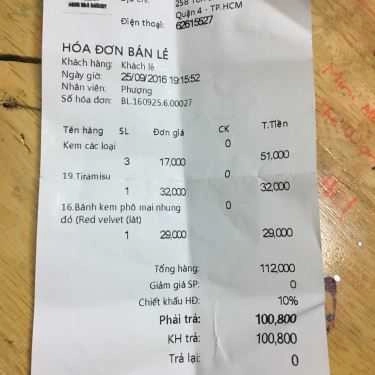 258
Quận 4 - TP.HCM
Điện thoại: 62615527
HÓA ĐƠN BÁN LẺ
Khách hàng: Khách lẻ
Ngày giờ: 25/09/2016 19:15:52
Nhân viên: Phượng
Số hóa đơn: BL.160925.6.00027
Tên hàng SL Đơn giá CK T.Tiền
Kem các loại 0
3 17,000 51,000
19.Tiramisu 0
1 32,000 32,000
16.Bánh kem phô mai nhung 0
đỏ (Red velvet (lát)
1 29,000 29,000
Tổng hàng: 112,000
Giảm giá SP: 0
Chiết khấu HĐ: 10%
Phải trả: 100,800
KH trả: 100,800
Trả lại: 0